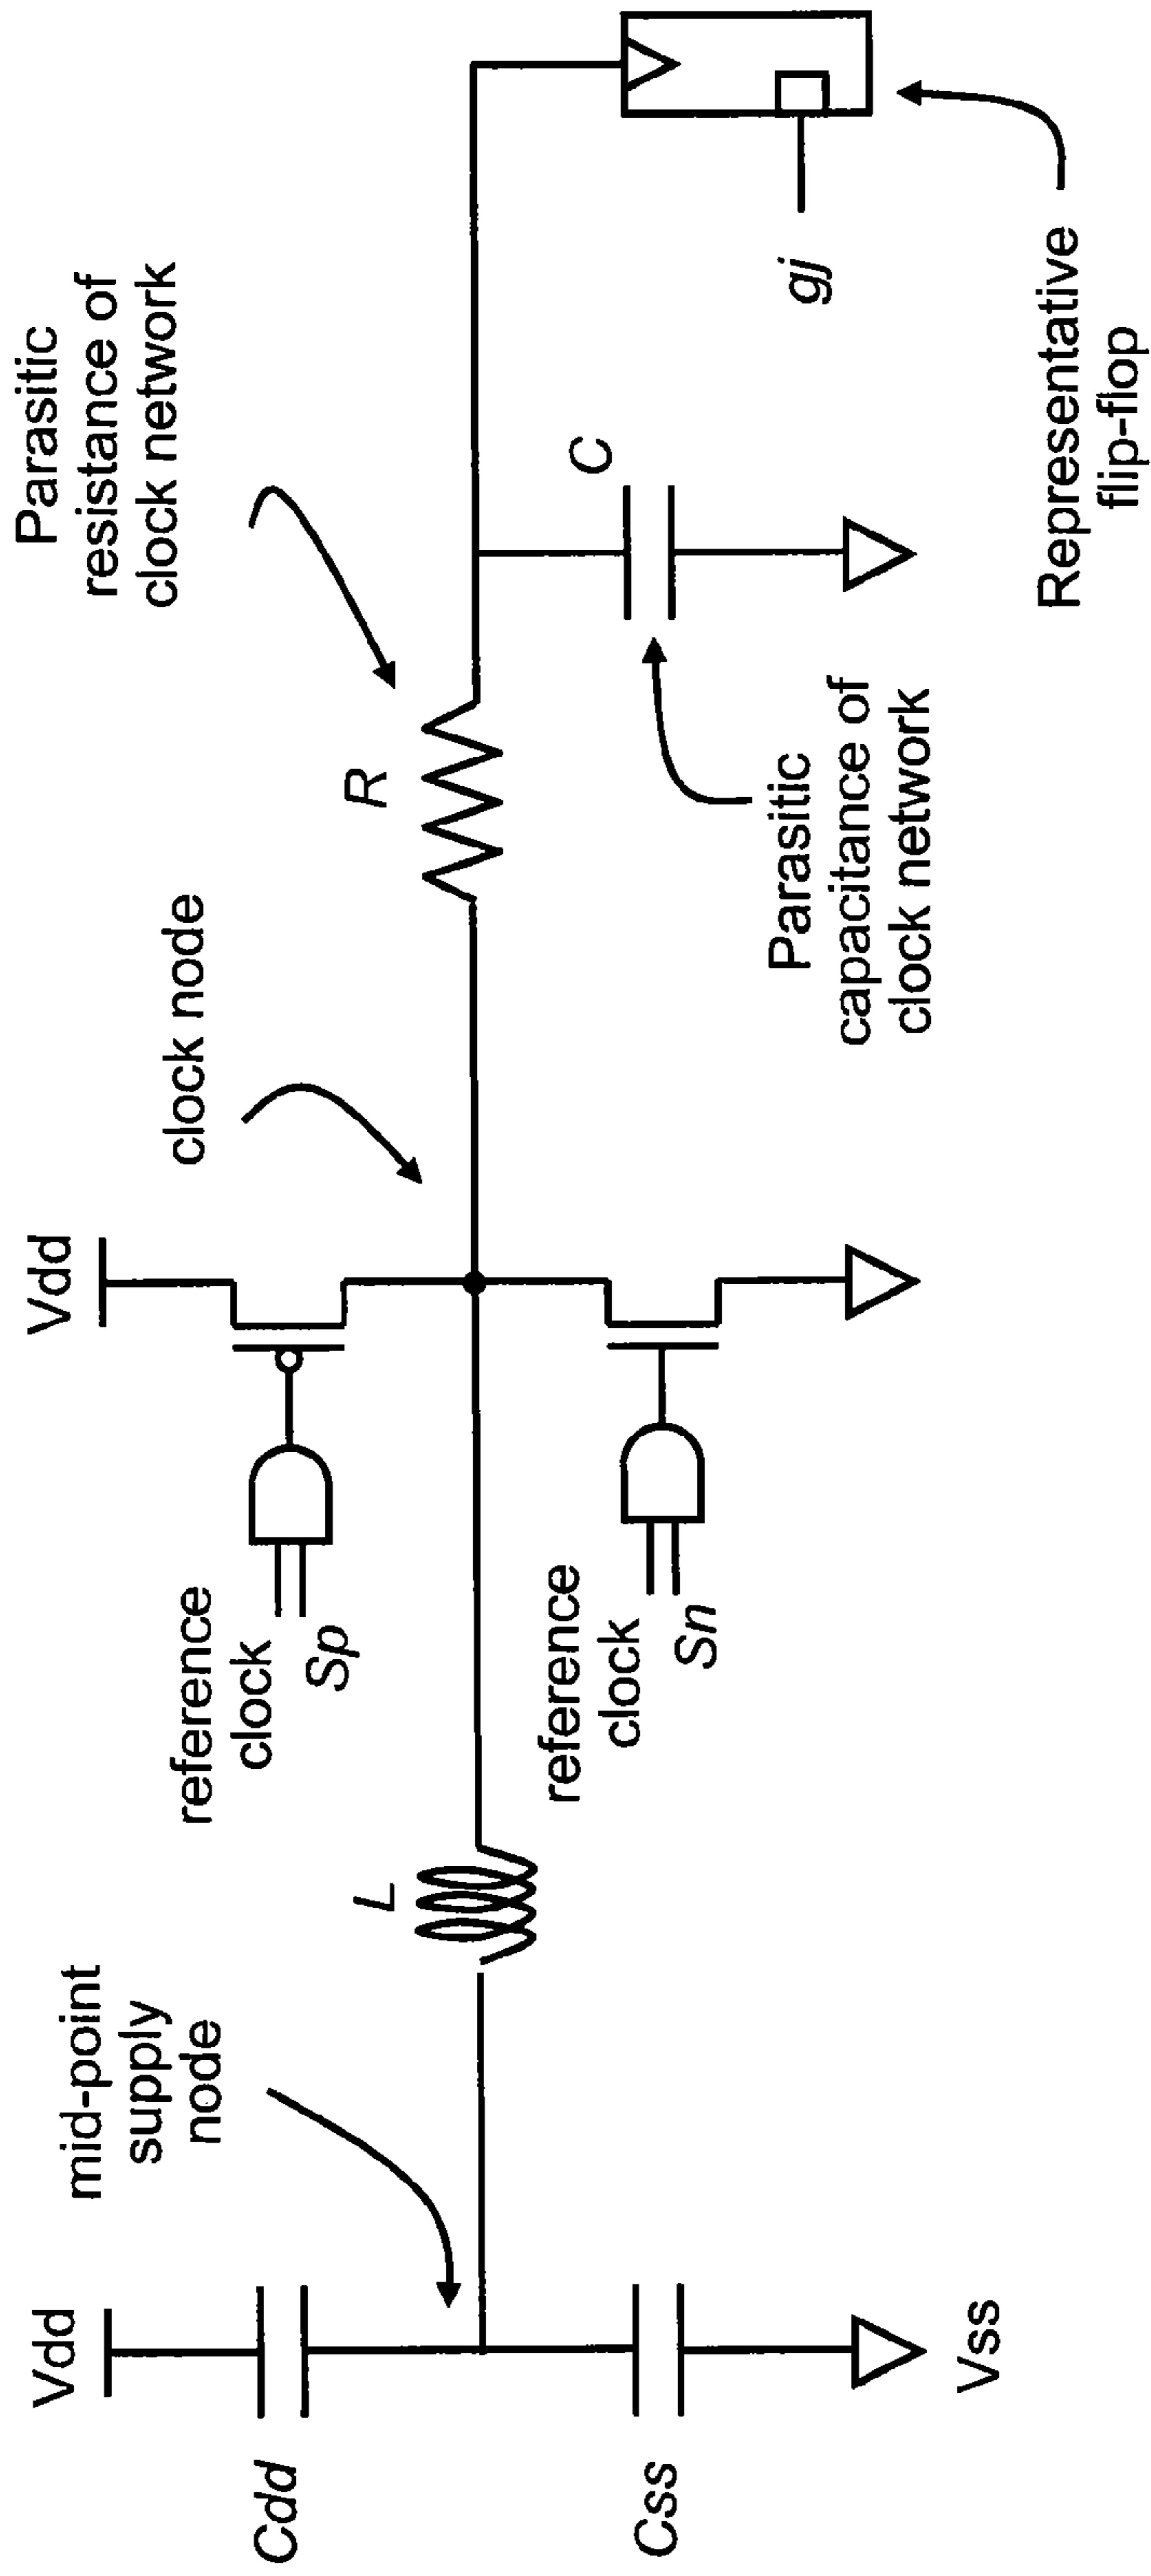 Vdd
Cdd
Css
Vss
mid-point
supply
node
L
reference
clock
Sp
reference
clock
Sn
Vdd
clock node
R
Parasitic
resistance of
clock network
C
Parasitic
capacitance of
clock network
gj
Representative
flip-flop